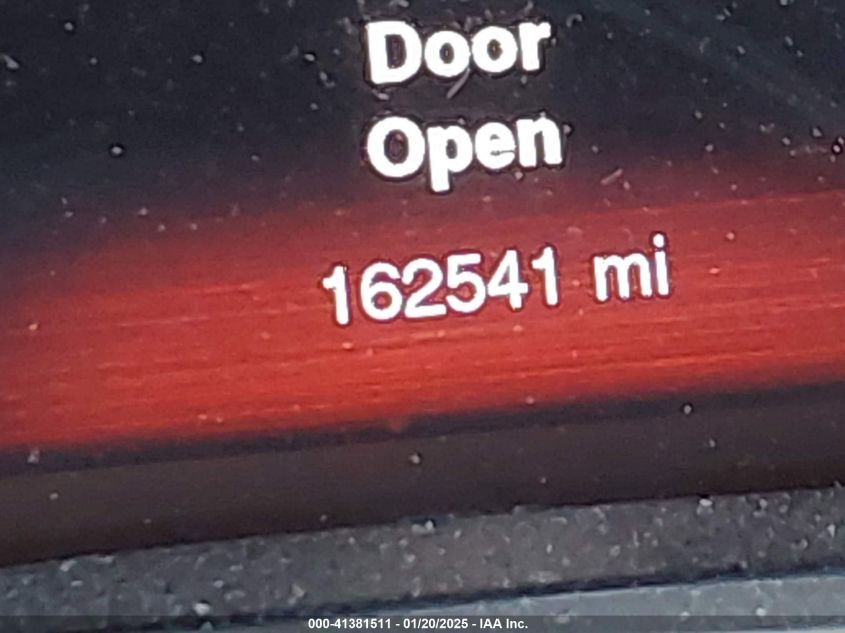 Door
Open
162541 mi
000-41381511 - 01/20/2025 - IAA Inc.